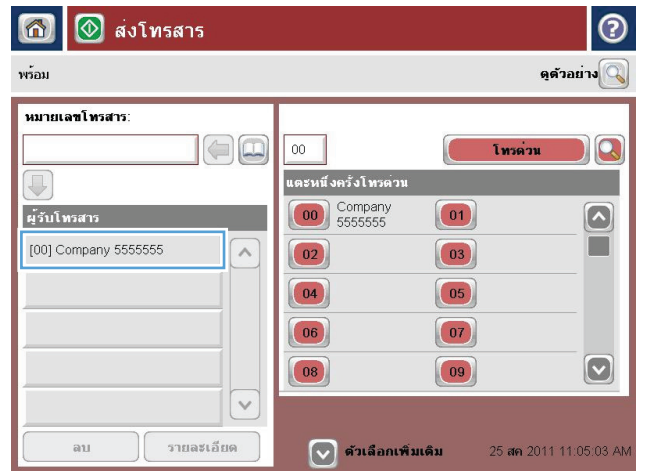 ส่งโทรสาร
พร้อม
ดูตัวอย่าง
หมายเลขโทรสาร:
00
โทรด่วน
แตะหนึ่งครั้งโทรด่วน
ผู้รับโทรสาร
[00] Company 5555555
00 Company 5555555 01
02 03
04 05
06 07
08 09
ลบ รายละเอียด
ตัวเลือกเพิ่มเติม
25 สค 2011 11:05:03 AM